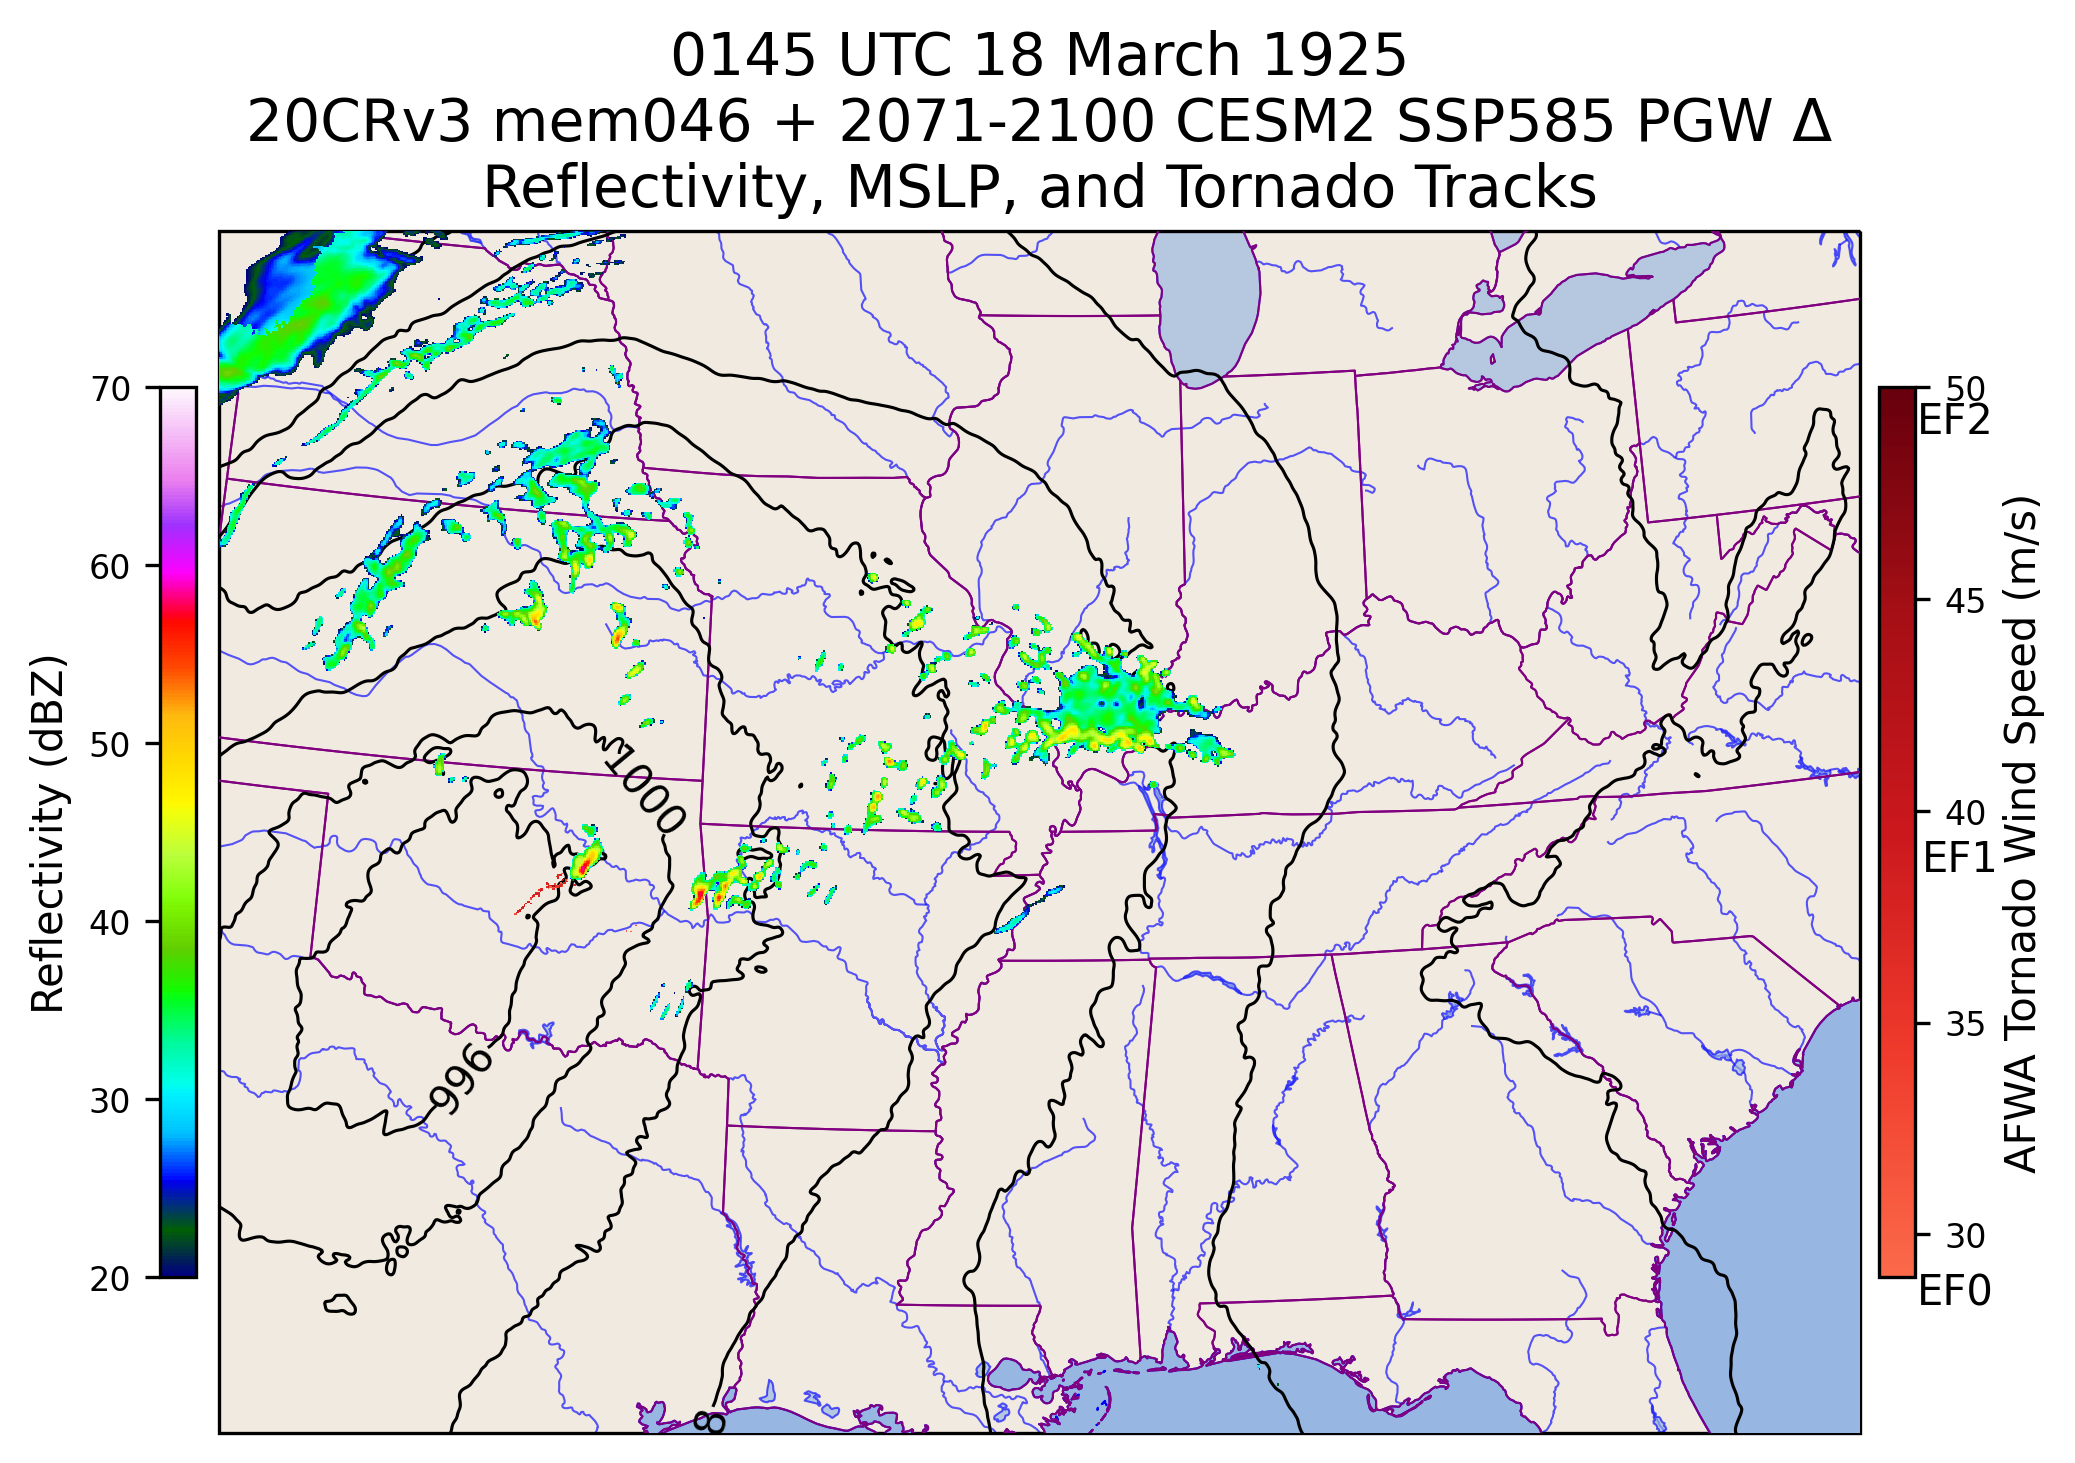 0145 UTC 18 March 1925
20CRv3 mem046 + 2071-2100 CESM2 SSP585 PGW Δ
Reflectivity, MSLP, and Tornado Tracks
70
60
50
40
30
20
Reflectivity (dBZ)
1000
996
8
50
EF2
45
40
EF1
35
30
EF0
AFWA Tornado Wind Speed (m/s)